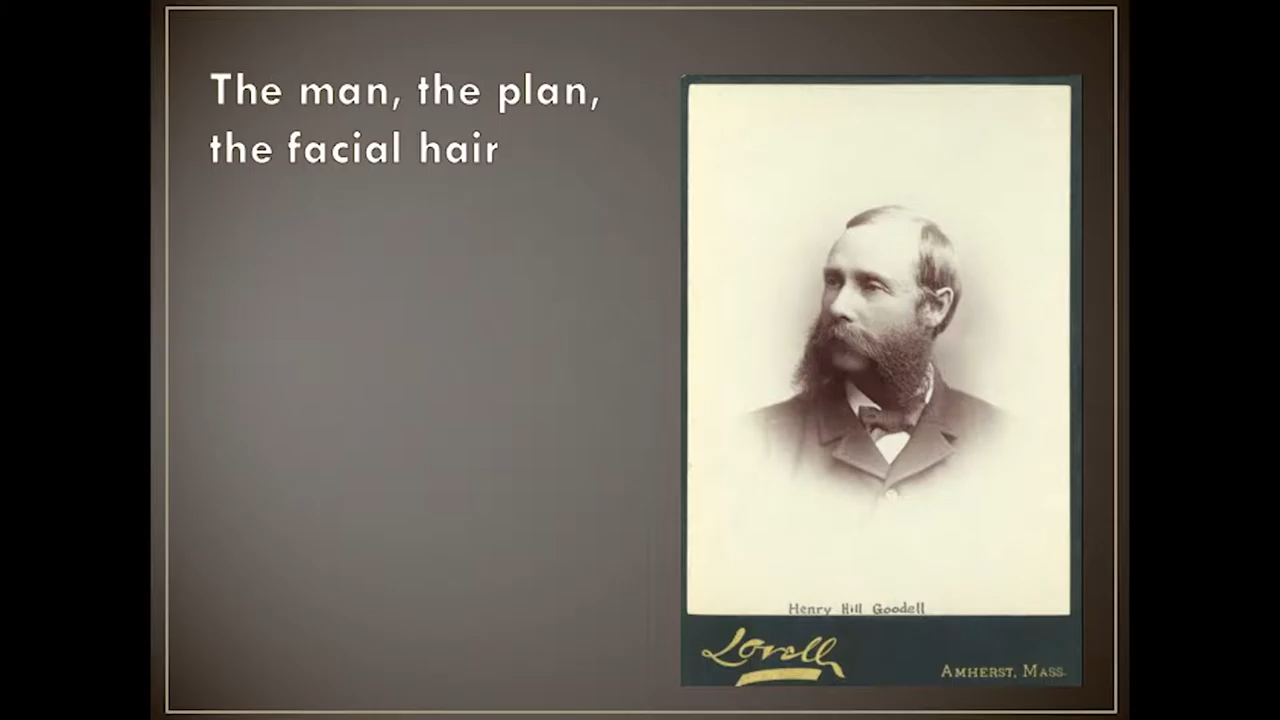 The man, the plan,
the facial hair
Henry Hill Goodell
Lovell
AMHERST, MASS.